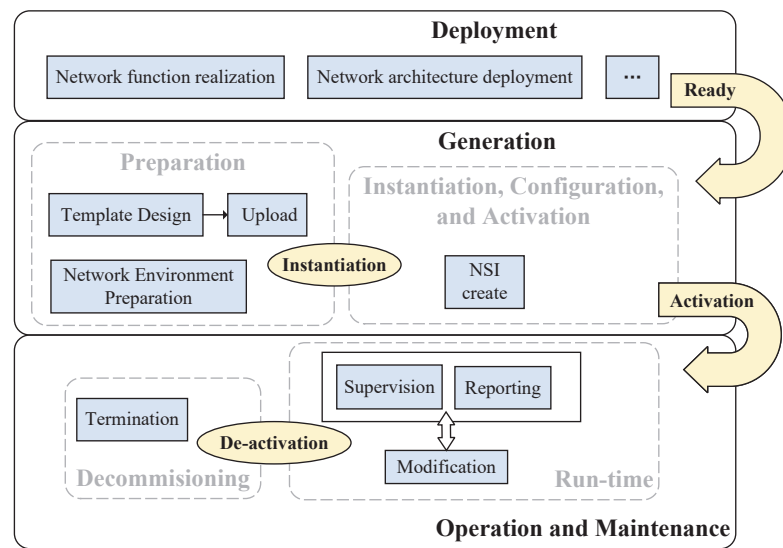 Deployment
Network function realization
Network architecture deployment
...
Ready
Generation
Preparation
Template Design
Upload
Network Environment
Preparation
Instantiation
Instantiation, Configuration,
and Activation
NSI
create
Activation
Supervision
Reporting
Termination
De-activation
Modification
Decommisioning
Run-time
Operation and Maintenance